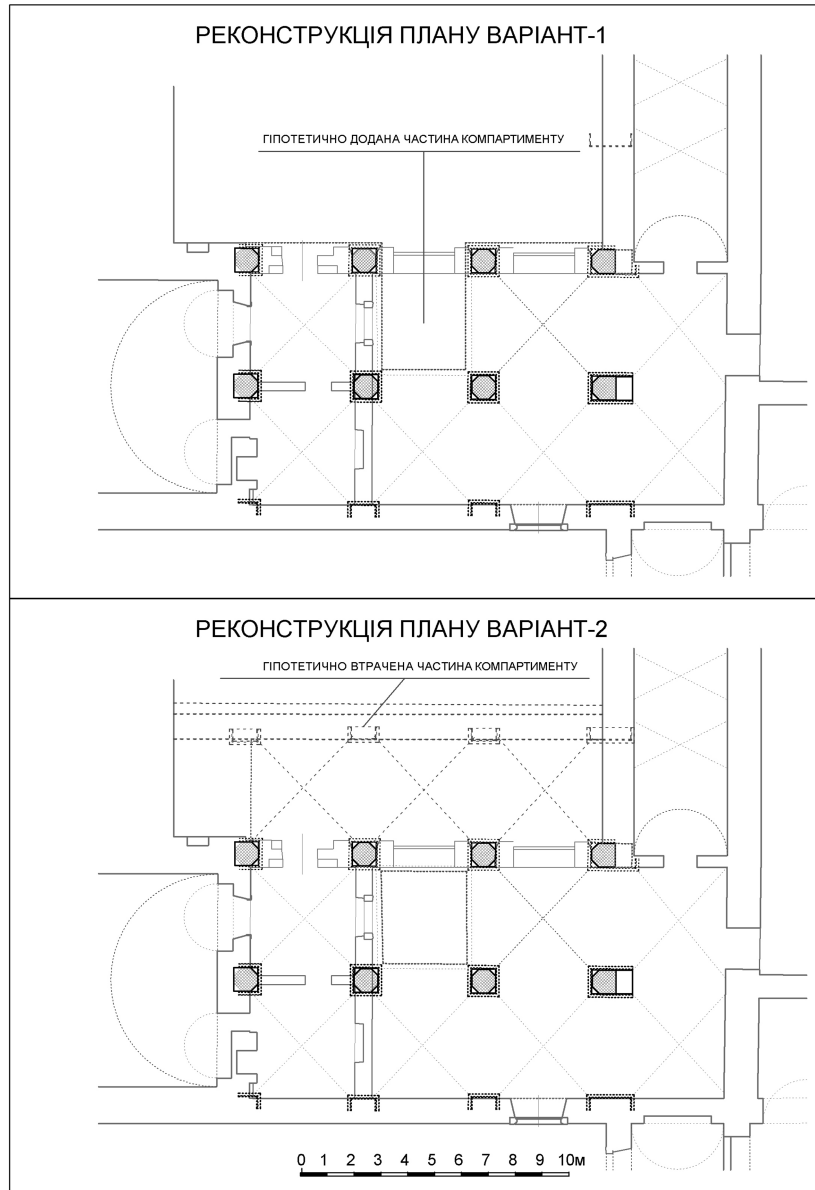 РЕКОНСТРУКЦІЯ ПЛАНУ ВАРІАНТ-1
ГІПОТЕТИЧНО ДОДАНА ЧАСТИНА КОМПАРТИМЕНТУ
РЕКОНСТРУКЦІЯ ПЛАНУ ВАРІАНТ-2
ГІПОТЕТИЧНО ВТРАЧЕНА ЧАСТИНА КОМПАРТИМЕНТУ
0 1 2 3 4 5 6 7 8 9 10м